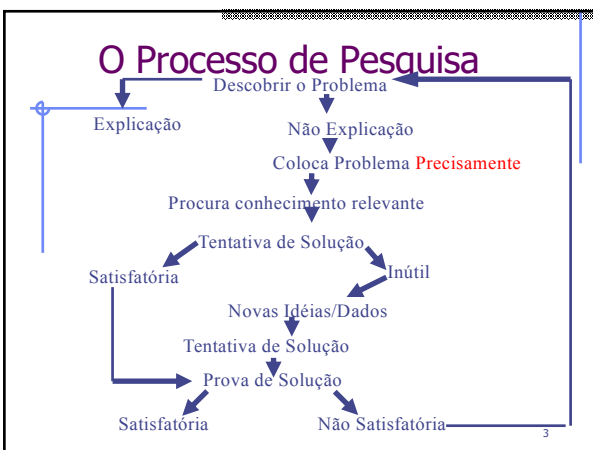 O Processo de Pesquisa
Descobrir o Problema
Explicação
Não Explicação
Coloca Problema Precisamente
Procura conhecimento relevante
Tentativa de Solução
Satisfatória
Inútil
Novas Idéias/Dados
Tentativa de Solução
Prova de Solução
Satisfatória
Não Satisfatória
3